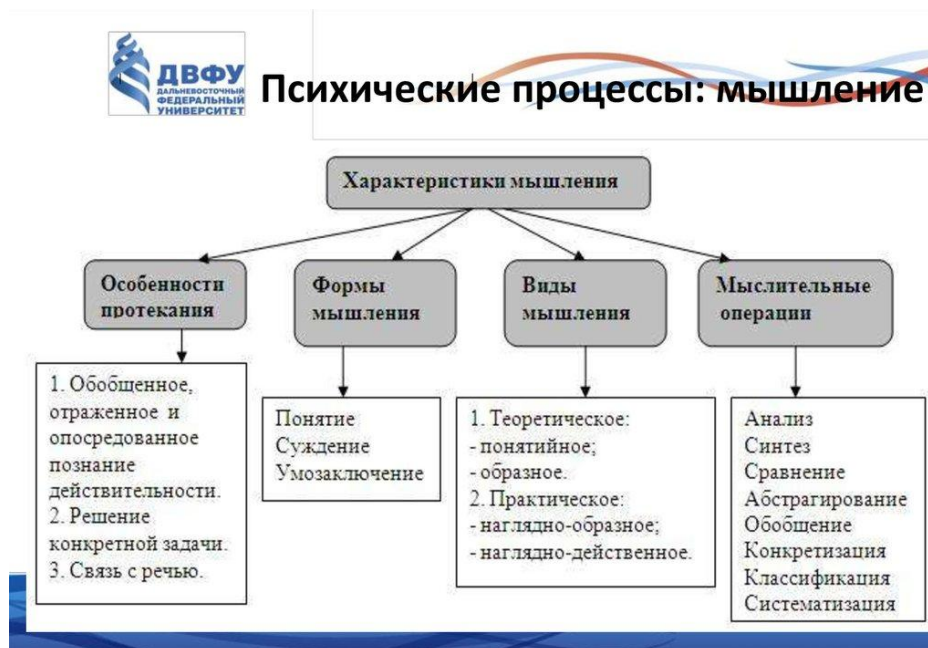 ДВФУ
ДАЛЬНЕВОСТОЧНЫЙ
ФЕДЕРАЛЬНЫЙ
УНИВЕРСИТЕТ
Психические процессы: мышление
Характеристики мышления
Особенности
протекания
1. Обобщенное,
отраженное и
опосредованное
познание
действительности.
2. Решение
конкретной задачи.
3. Связь с речью.
Формы
мышления
Понятие
Суждение
Умозаключение
Виды
мышления
1. Теоретическое:
- понятийное;
- образное.
2. Практическое:
- наглядно-образное;
- наглядно-действенное.
Мыслительные
операции
Анализ
Синтез
Сравнение
Абстрагирование
Обобщение
Конкретизация
Классификация
Систематизация